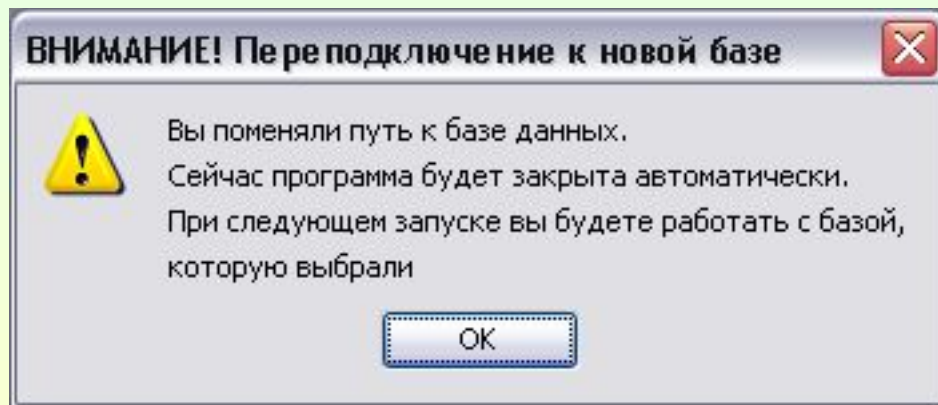 ВНИМАНИЕ! Переподключение к новой базе
Вы поменяли путь к базе данных.
Сейчас программа будет закрыта автоматически.
При следующем запуске вы будете работать с базой,
которую выбрали
OK